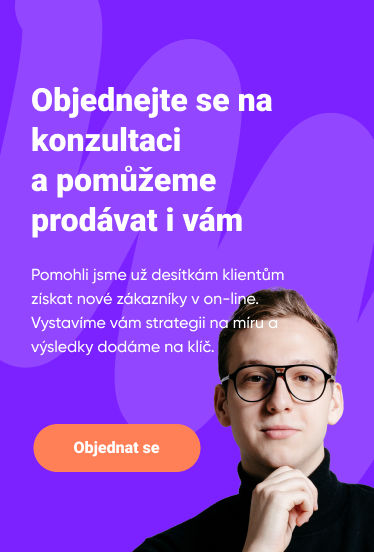 Objednejte se na
konzultaci
a pomůžeme
prodávat i vám
Pomohli jsme už desítkám klientům
získat nové zákazníky v on-line.
Vystavíme vám strategii na míru a
výsledky dodáme na klíč.
Objednat se